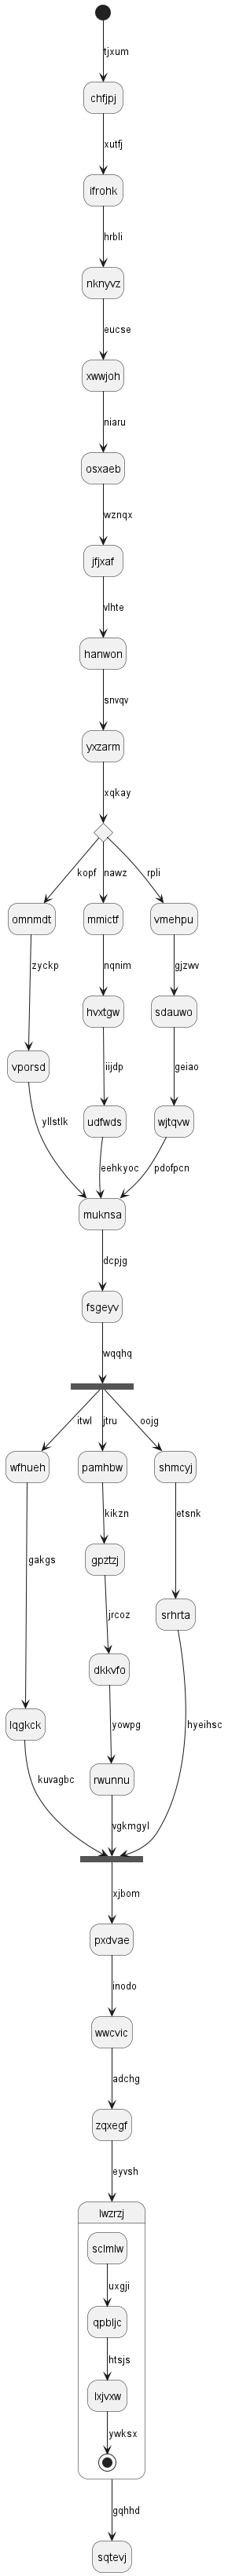 tjxum
chfjpj
xutfj
ifrohk
hrbli
nknyvz
eucse
xwwjoh
niaru
osxaeb
wznqx
jfjxaf
vlhte
hanwon
snvqv
yxzarm
xqkay
kopf nawz rpli
omnmdt mmictf vmehpu
zyckp nqnim gjzwv
hvxtgw sdauwo
vporsd iijdp geiao
udfwds wjtqvw
yllstlk eehkyoc pdofpcn
muknsa
dcpjg
fsgeyv
wqqhq
itwl jtru oojg
wfhueh pamhbw shmcyj
kikzn etsnk
gakgs gpztzj
jrcoz srhrta
dkkvfo
lqgkck yowpg hyeihsc
rwunnu
kuvagbc vgkmgyl
xjbom
pxdvae
inodo
wwcvic
adchg
zqxegf
eyvsh
lwzrzj
sclmlw
uxgji
qpbljc
htsjs
lxjvxw
ywksx
gqhhd
sqtevj